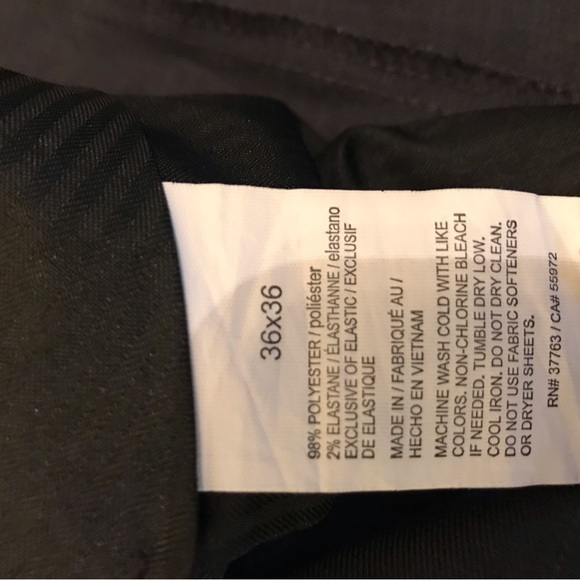 36x36
98% POLYESTER / poliéster
2% ELASTANE / ÉLASTHANNE / elastano
EXCLUSIVE OF ELASTIC / EXCLUSIF
DE ELASTIQUE
MADE IN / FABRIQUÉ AU /
HECHO EN VIETNAM
MACHINE WASH COLD WITH LIKE
COLORS. NON-CHLORINE BLEACH
IF NEEDED. TUMBLE DRY LOW.
COOL IRON. DO NOT DRY CLEAN.
DO NOT USE FABRIC SOFTENERS
OR DRYER SHEETS.
RN# 37763 / CA# 55972